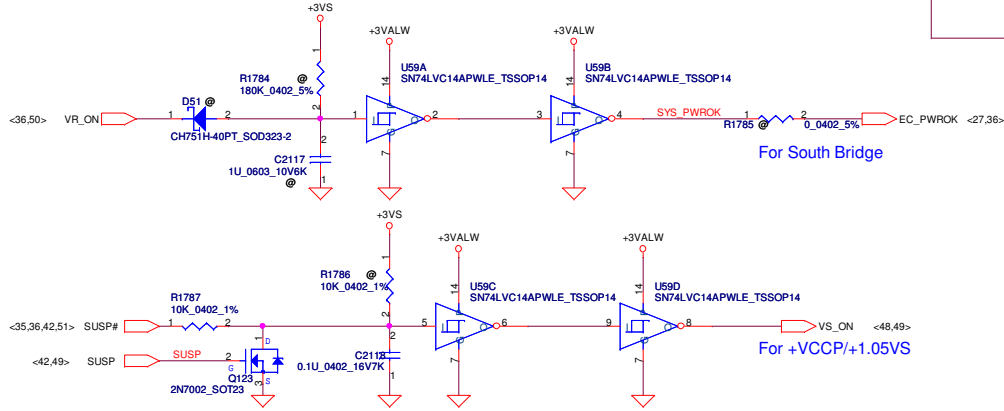 +3VS
+3VALW
+3VALW
1
R1784 @
180K_0402_5%
2
U59A
SN74LVC14APWLE_TSSOP14
U59B
SN74LVC14APWLE_TSSOP14
14
14
D51 @
<36,50> VR_ON 1 2
CH751H-40PT_SOD323-2
1 2
3 4
SYS_PWROK
1 2
R1785 @ 0_0402_5%
EC_PWROK <27,36>
For South Bridge
2
C2117
1U_0603_10V6K
1
@
7
7
+3VS
+3VALW
+3VALW
1
R1786 @
10K_0402_1%
2
U59C
SN74LVC14APWLE_TSSOP14
U59D
SN74LVC14APWLE_TSSOP14
14
14
R1787
10K_0402_1%
<35,36,42,51> SUSP# 1 2
5 6
9 8
VS_ON <48,49>
For +VCCP/+1.05VS
<42,49> SUSP SUSP 2
G
1
D
3
S
Q123
2N7002_SOT23
2
0.1U_0402_16V7K
1
7
7